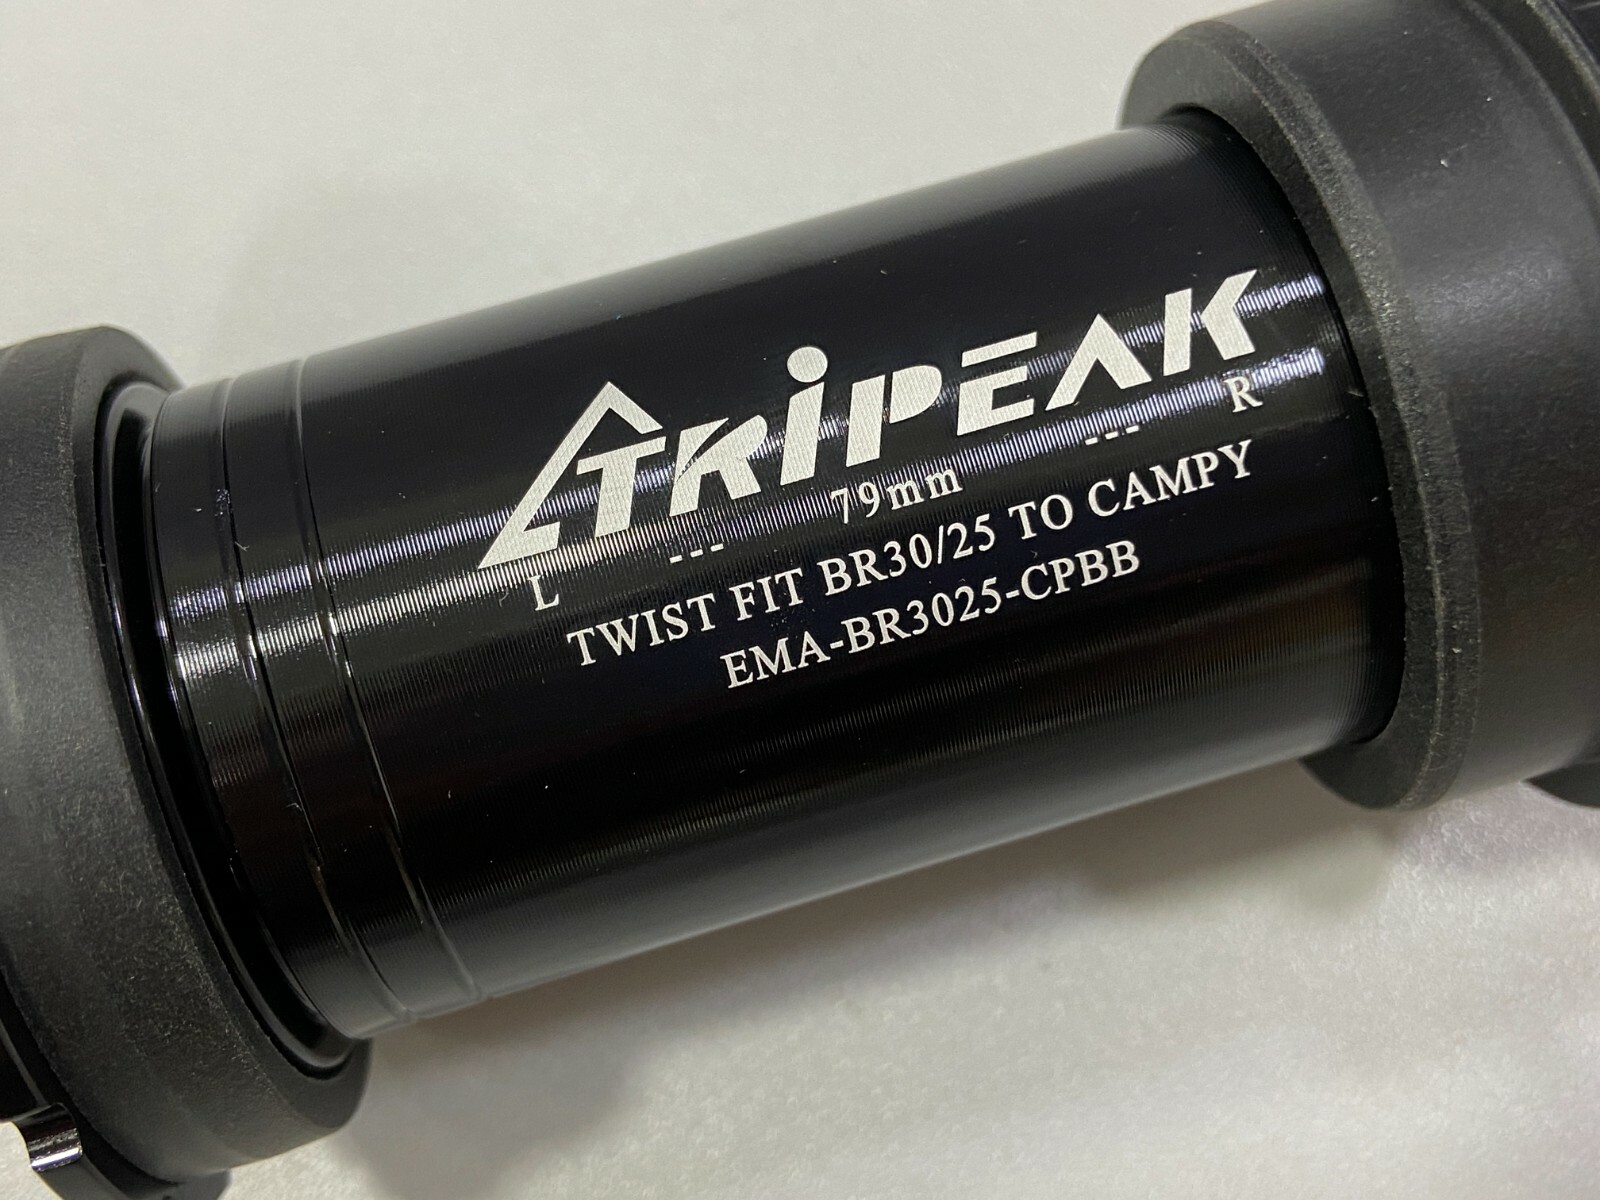 TRIPEAK
L --- 79mm --- R
TWIST FIT BR30/25 TO CAMPY
EMA-BR3025-CPBB